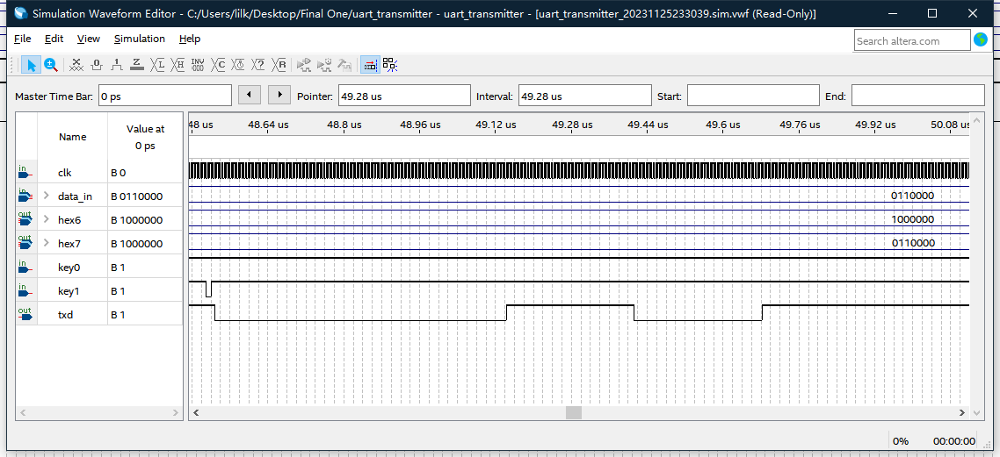 Simulation Waveform Editor - C:/Users/lilk/Desktop/Final One/uart_transmitter - uart_transmitter - [uart_transmitter_20231125233039.sim.vwf (Read-Only)]
File Edit View Simulation Help
Search altera.com
Master Time Bar: 0 ps Pointer: 49.28 us Interval: 49.28 us Start: End:
Name Value at 0 ps
48 us 48.64 us 48.8 us 48.96 us 49.12 us 49.28 us 49.44 us 49.6 us 49.76 us 49.92 us 50.08 us
in clk B 0
in data_in B 0110000 0110000
out hex6 B 1000000 1000000
out hex7 B 1000000 0110000
in key0 B 1
in key1 B 1
out txd B 1
0% 00:00:00